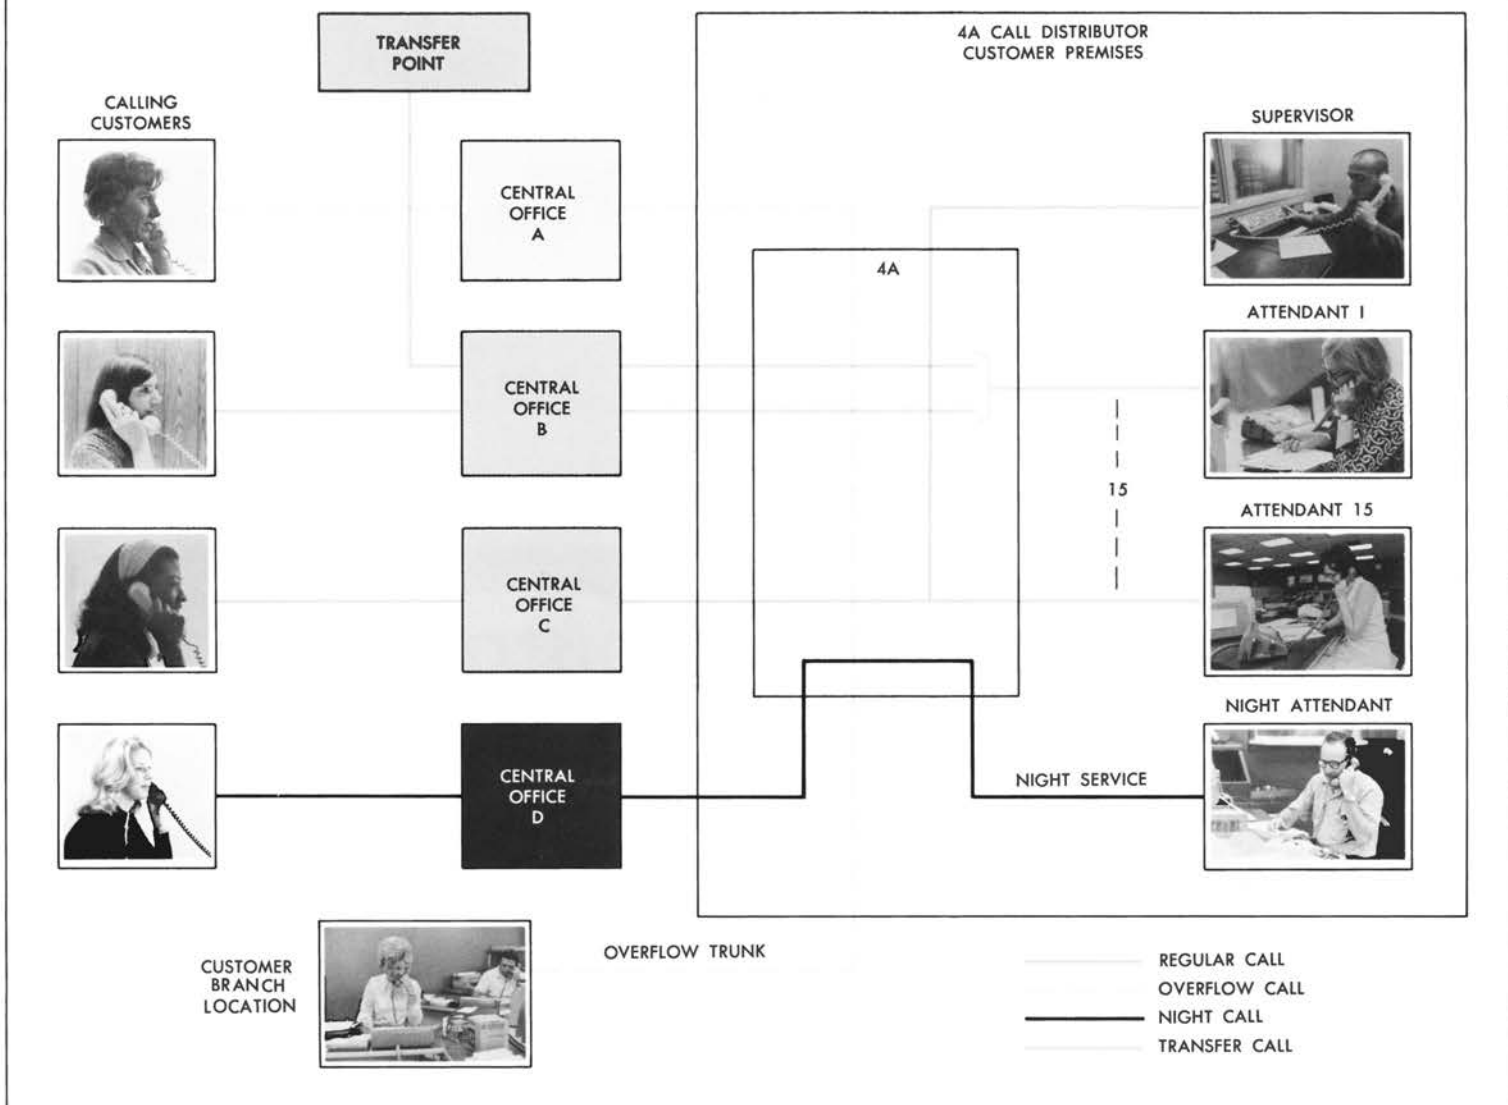 TRANSFER
POINT
4A CALL DISTRIBUTOR
CUSTOMER PREMISES
CALLING
CUSTOMERS
SUPERVISOR
CENTRAL
OFFICE
A
4A
ATTENDANT I
CENTRAL
OFFICE
B
15
ATTENDANT 15
CENTRAL
OFFICE
C
NIGHT ATTENDANT
CENTRAL
OFFICE
D
NIGHT SERVICE
CUSTOMER
BRANCH
LOCATION
OVERFLOW TRUNK
REGULAR CALL
OVERFLOW CALL
NIGHT CALL
TRANSFER CALL